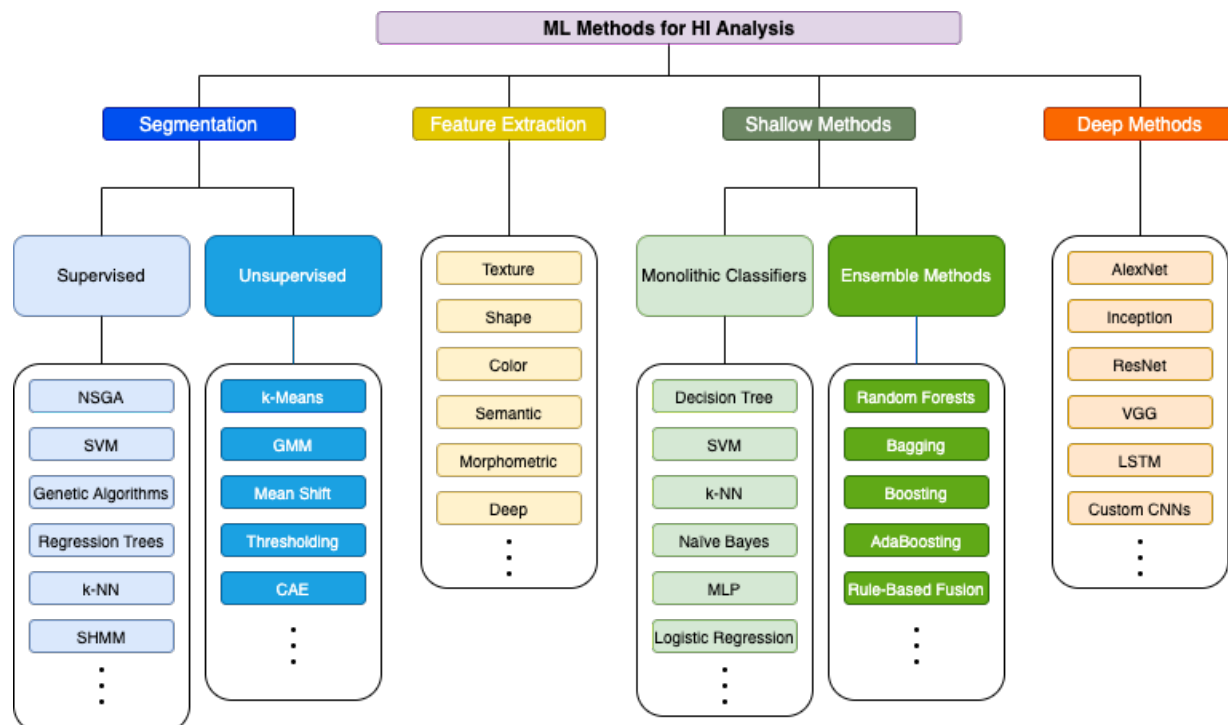 ML Methods for HI Analysis
Segmentation
Feature Extraction
Shallow Methods
Deep Methods
Supervised
Unsupervised
Monolithic Classifiers
Ensemble Methods
NSGA
SVM
Genetic Algorithms
Regression Trees
k-NN
SHMM
k-Means
GMM
Mean Shift
Thresholding
CAE
Texture
Shape
Color
Semantic
Morphometric
Deep
Decision Tree
SVM
k-NN
Naïve Bayes
MLP
Logistic Regression
Random Forests
Bagging
Boosting
AdaBoosting
Rule-Based Fusion
AlexNet
Inception
ResNet
VGG
LSTM
Custom CNNs